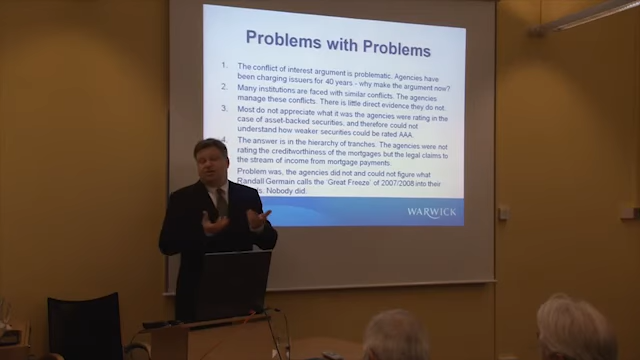 Problems with Problems
1. The conflict of interest argument is problematic. Agencies have
been charging issuers for 40 years - why make the argument now?
2. Many institutions are faced with similar conflicts. The agencies
manage these conflicts. There is little direct evidence they do not.
3. Most do not appreciate what it was the agencies were rating in the
case of asset-backed securities, and therefore could not
understand how weaker securities could be rated AAA.
4. The answer is in the hierarchy of tranches. The agencies were not
rating the creditworthiness of the mortgages but the legal claims to
the stream of income from mortgage payments.
Problem was, the agencies did not and could not figure what
Randall Germain calls the 'Great Freeze' of 2007/2008 into their
Nobody did.
WARWICK